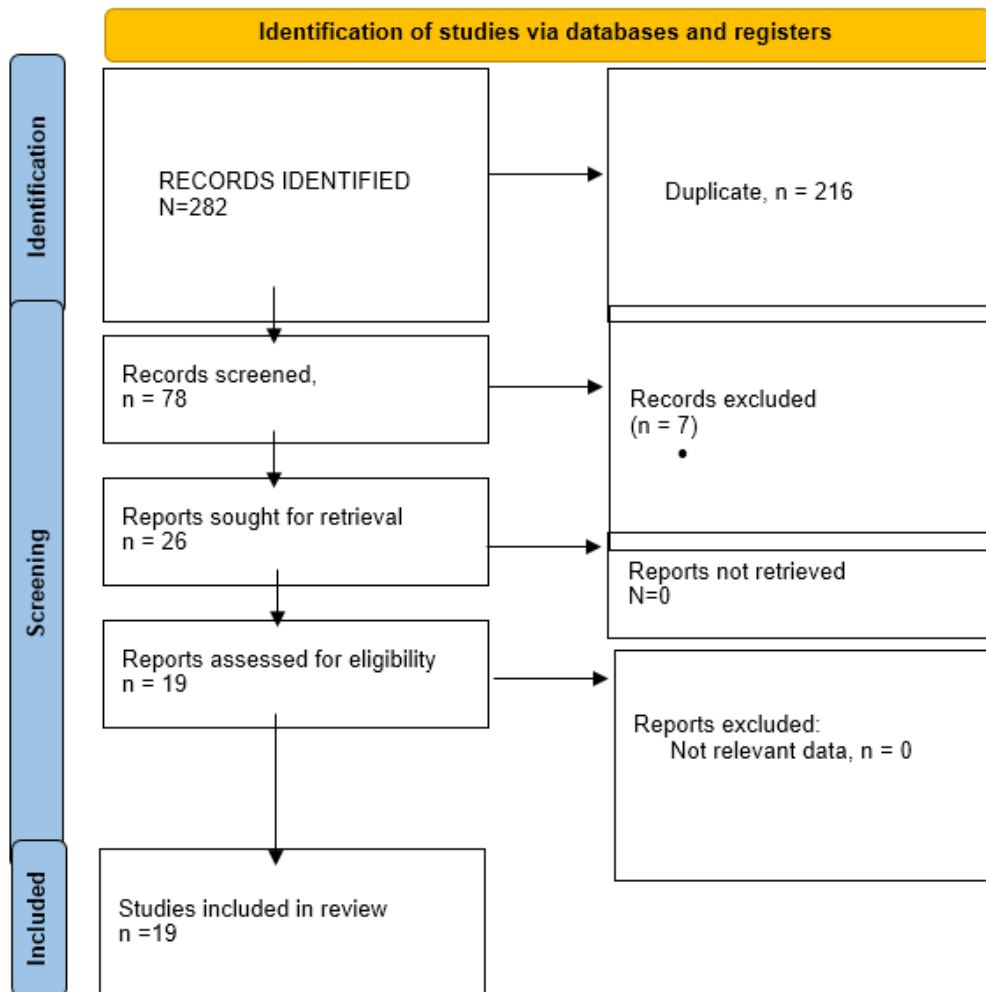 Identification of studies via databases and registers
Identification
RECORDS IDENTIFIED
N=282
Duplicate, n = 216
Screening
Records screened,
n = 78
Records excluded
(n = 7)
Reports sought for retrieval
n = 26
Reports not retrieved
N=0
Reports assessed for eligibility
n = 19
Reports excluded:
Not relevant data, n = 0
Included
Studies included in review
n =19